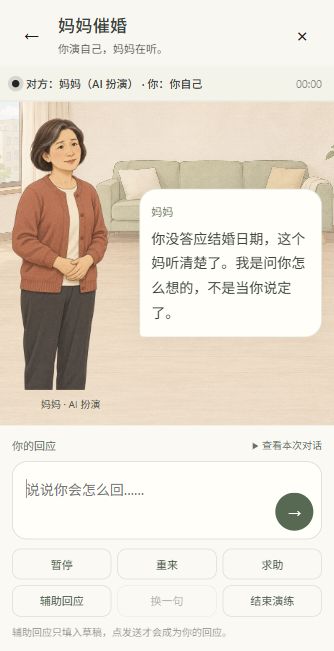 ←
妈妈催婚
你演自己，妈妈在听。
×
对方：妈妈（AI 扮演） · 你：你自己
00:00
妈妈
你没答应结婚日期，这个
妈听清楚了。我是问你怎
么想的，不是当你说定
了。
妈妈 · AI 扮演
你的回应
▶ 查看本次对话
说说你会怎么回……
→
暂停
重来
求助
辅助回应
换一句
结束演练
辅助回应只填入草稿，点发送才会成为你的回应。